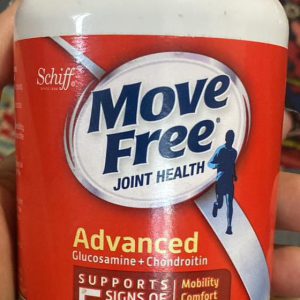 Schiff®
Move
Free®
JOINT HEALTH
Advanced
Glucosamine + Chondroitin
SUPPORTS
5 SIGNS OF
Mobility
Comfort